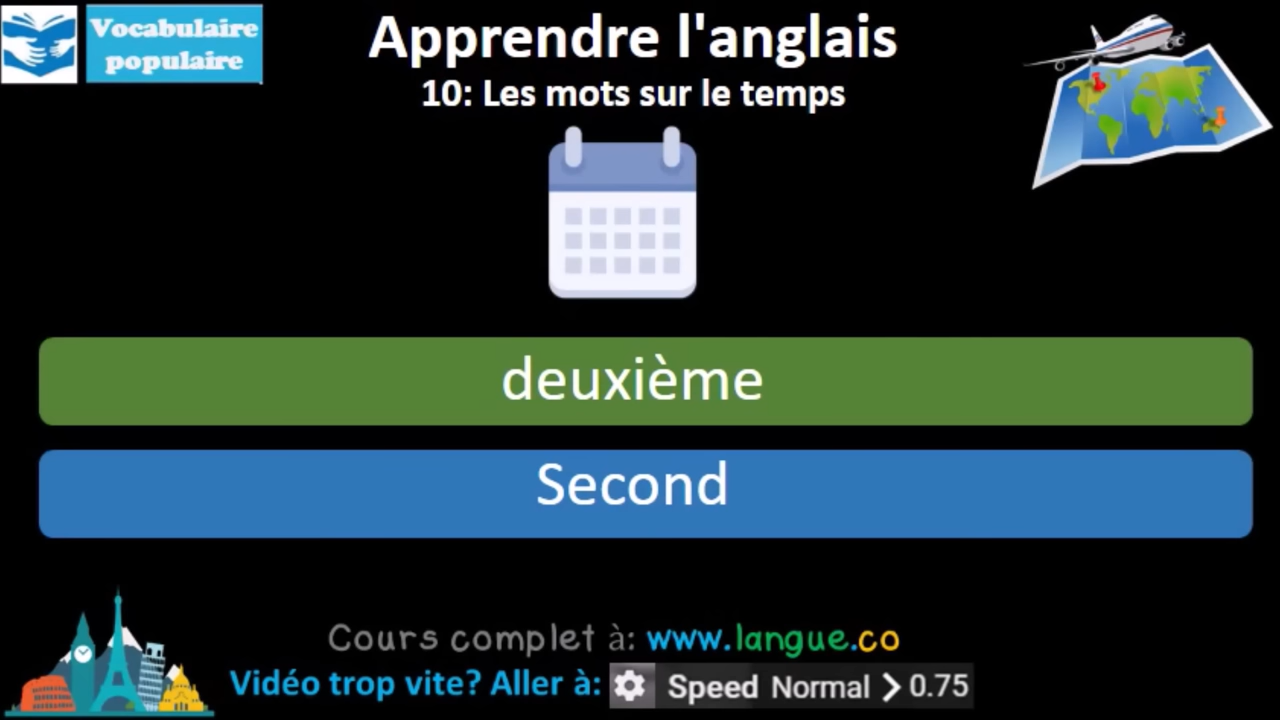 Vocabulaire
populaire
Apprendre l'anglais
10: Les mots sur le temps
deuxième
Second
Cours complet à: www.langue.co
Vidéo trop vite? Aller à: Speed Normal > 0.75